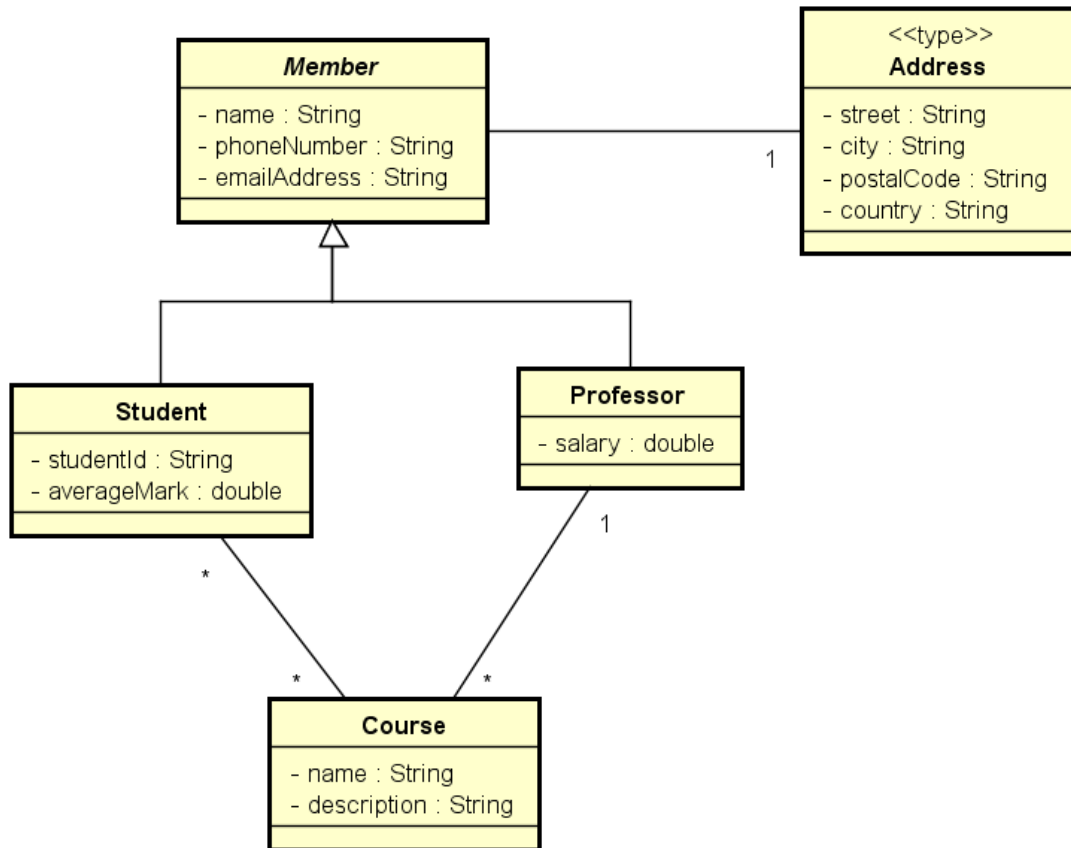 Member
- name : String
- phoneNumber : String
- emailAddress : String
<<type>>
Address
- street : String
- city : String
- postalCode : String
- country : String
1
Student
- studentId : String
- averageMark : double
Professor
- salary : double
*
1
*
*
Course
- name : String
- description : String